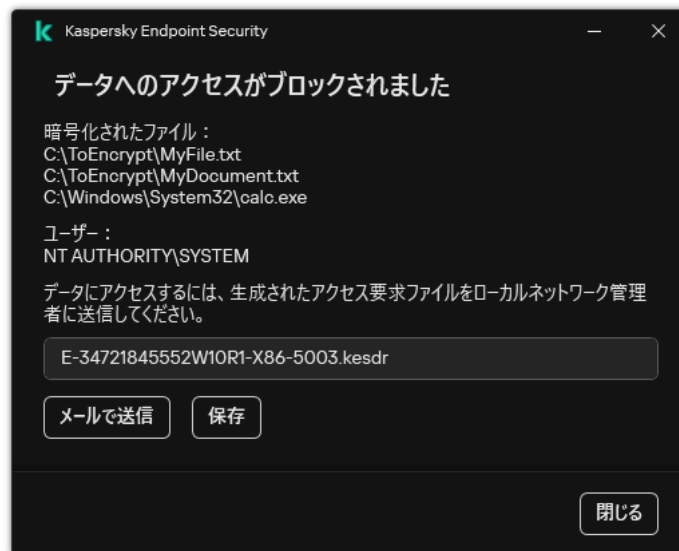 Kaspersky Endpoint Security
データへのアクセスがブロックされました
暗号化されたファイル：
C:\ToEncrypt\MyFile.txt
C:\ToEncrypt\MyDocument.txt
C:\Windows\System32\calc.exe
ユーザー：
NT AUTHORITY\SYSTEM
データにアクセスするには、生成されたアクセス要求ファイルをローカルネットワーク管理
者に送信してください。
E-34721845552W10R1-X86-5003.kesdr
メールで送信 保存
閉じる